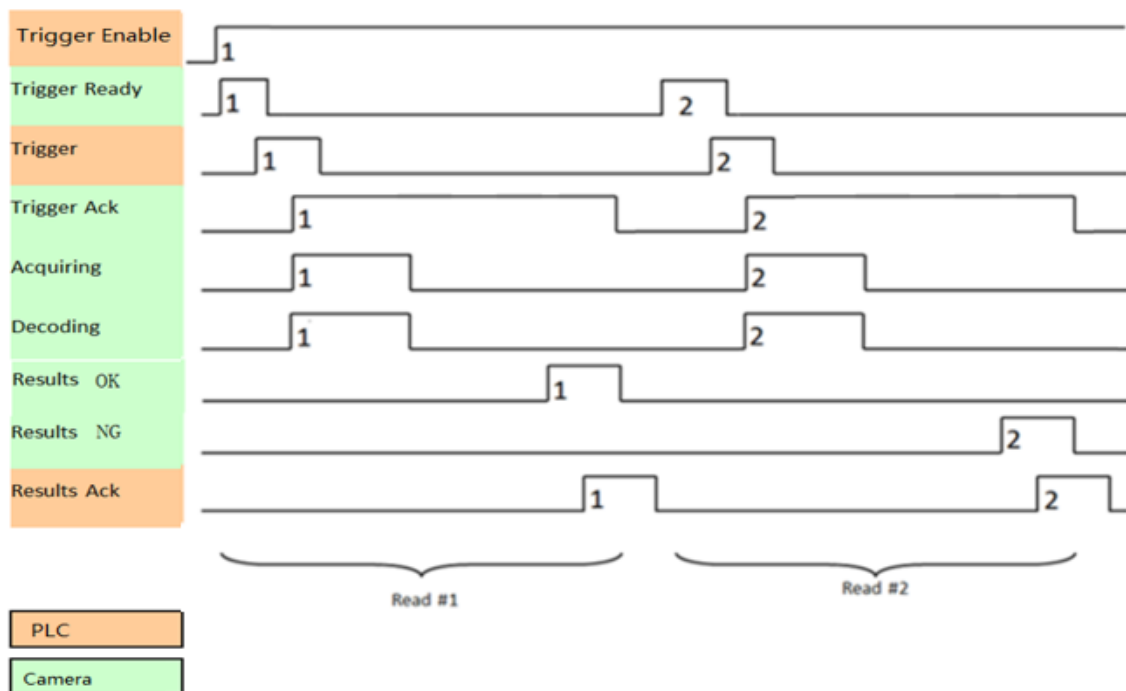 Trigger Enable
1
Trigger Ready
1
2
Trigger
1
2
Trigger Ack
1
2
Acquiring
1
2
Decoding
1
2
Results OK
1
Results NG
2
Results Ack
1
2
Read #1
Read #2
PLC
Camera